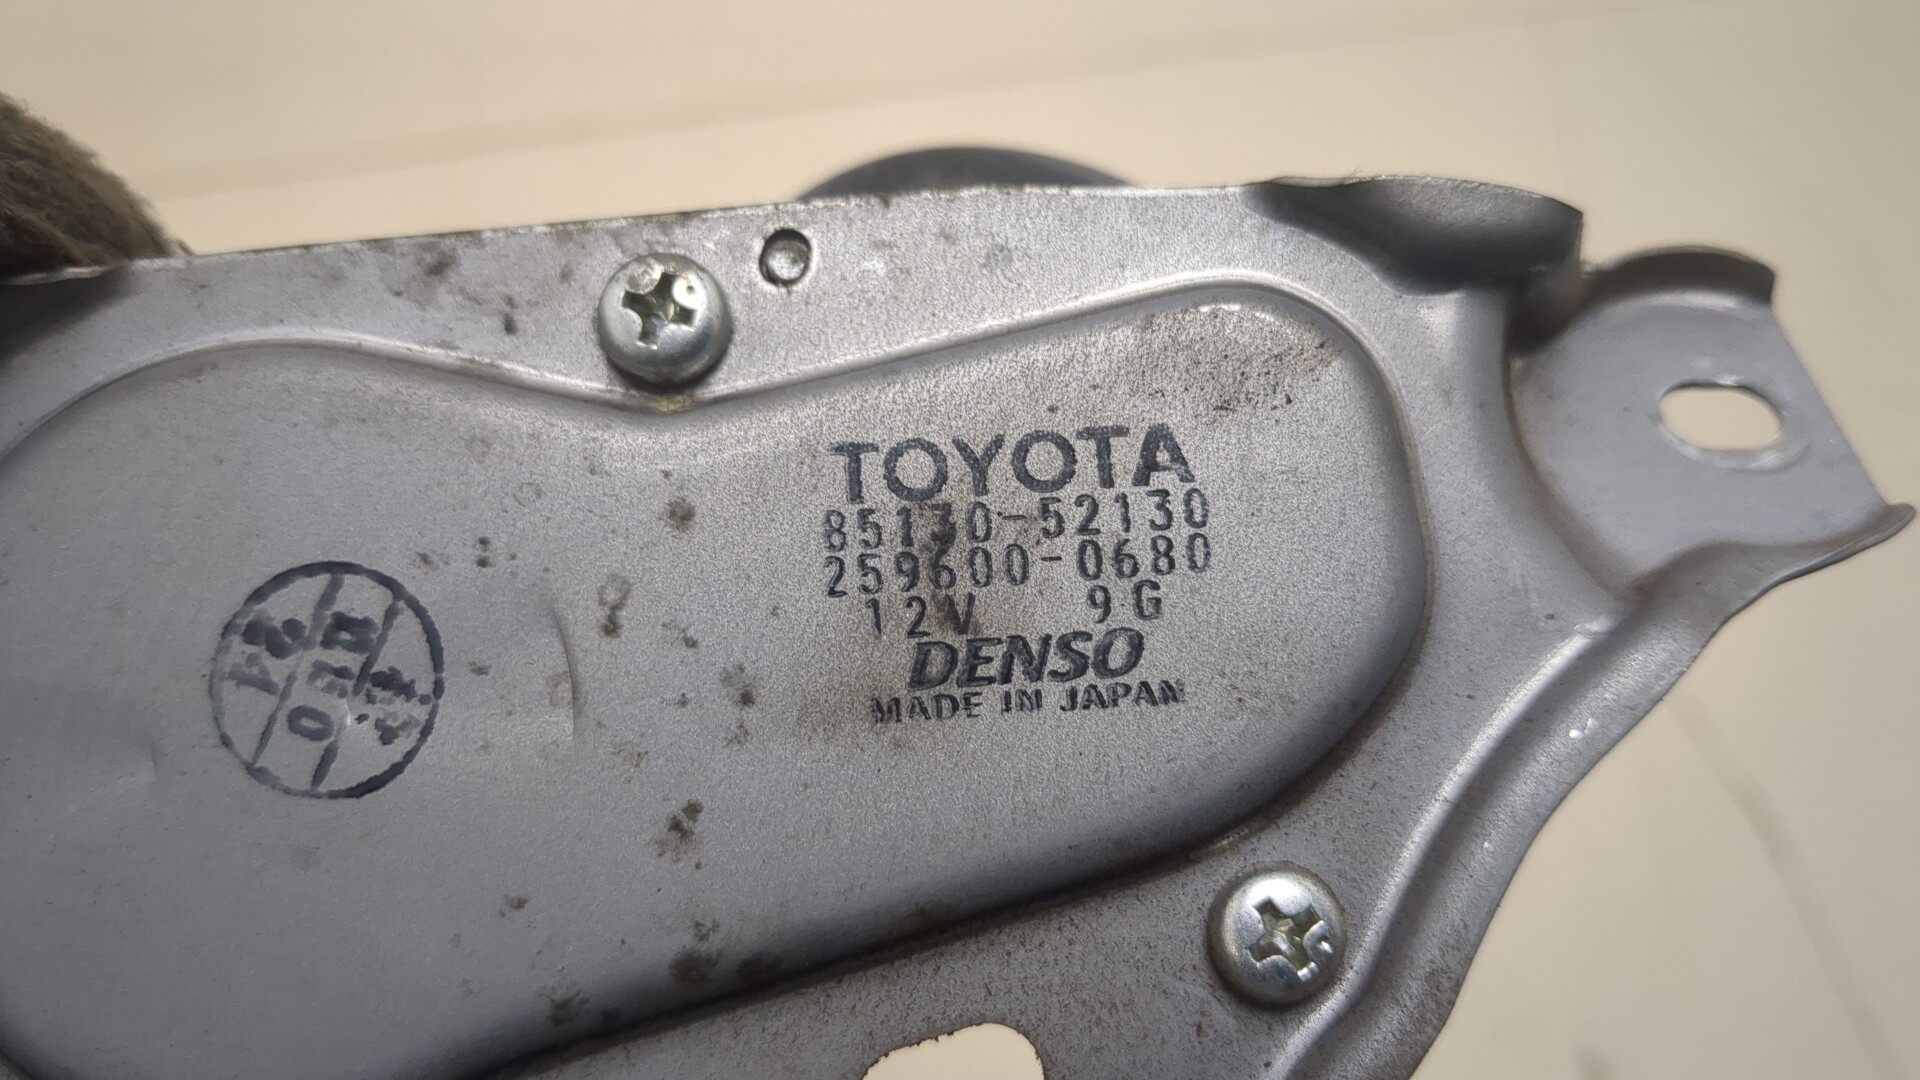 TOYOTA
85130-52130
259600-0680
12V 9G
DENSO
MADE IN JAPAN